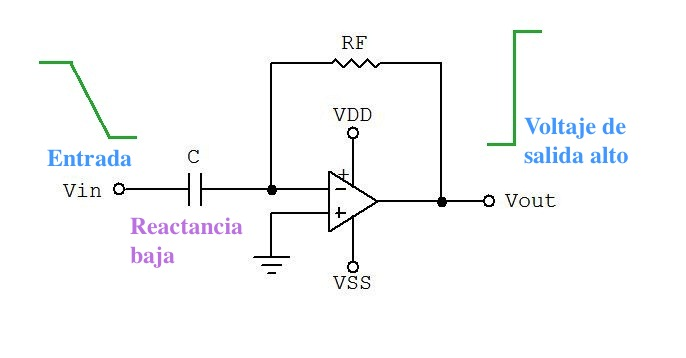 RF
VDD
Voltaje de
salida alto
Entrada
C
Vin
+
−
+
Vout
Reactancia
baja
VSS